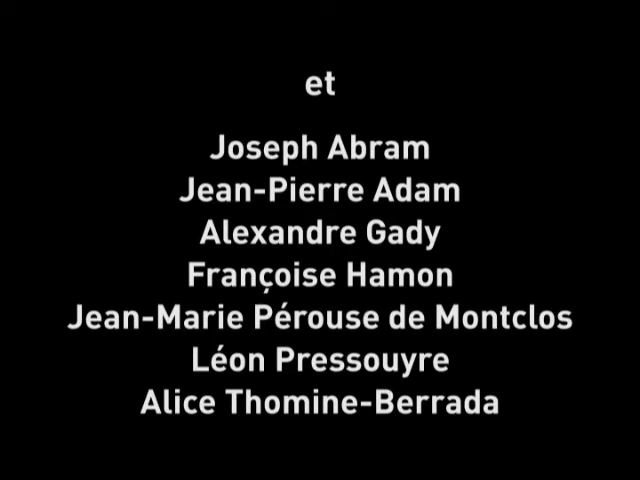 et
Joseph Abram
Jean-Pierre Adam
Alexandre Gady
Françoise Hamon
Jean-Marie Pérouse de Montclos
Léon Pressouyre
Alice Thomine-Berrada